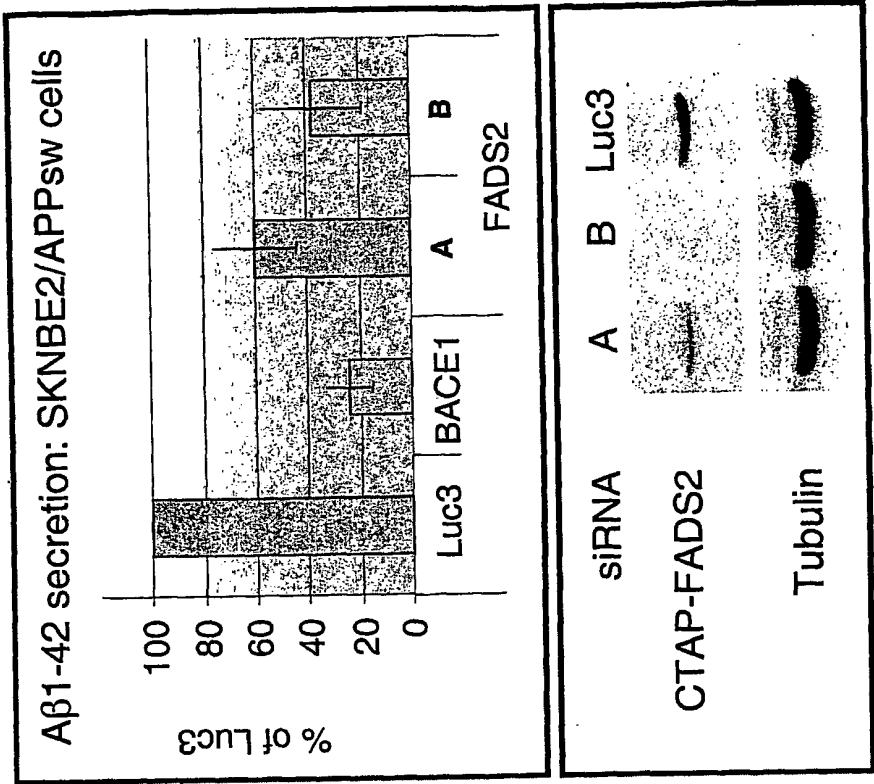 Aβ1-42 secretion: SKNBE2/APPsw cells
% of Luc3
100
80
60
40
20
0
Luc3 BACE1 A B
FADS2
siRNA A B Luc3
CTAP-FADS2
Tubulin